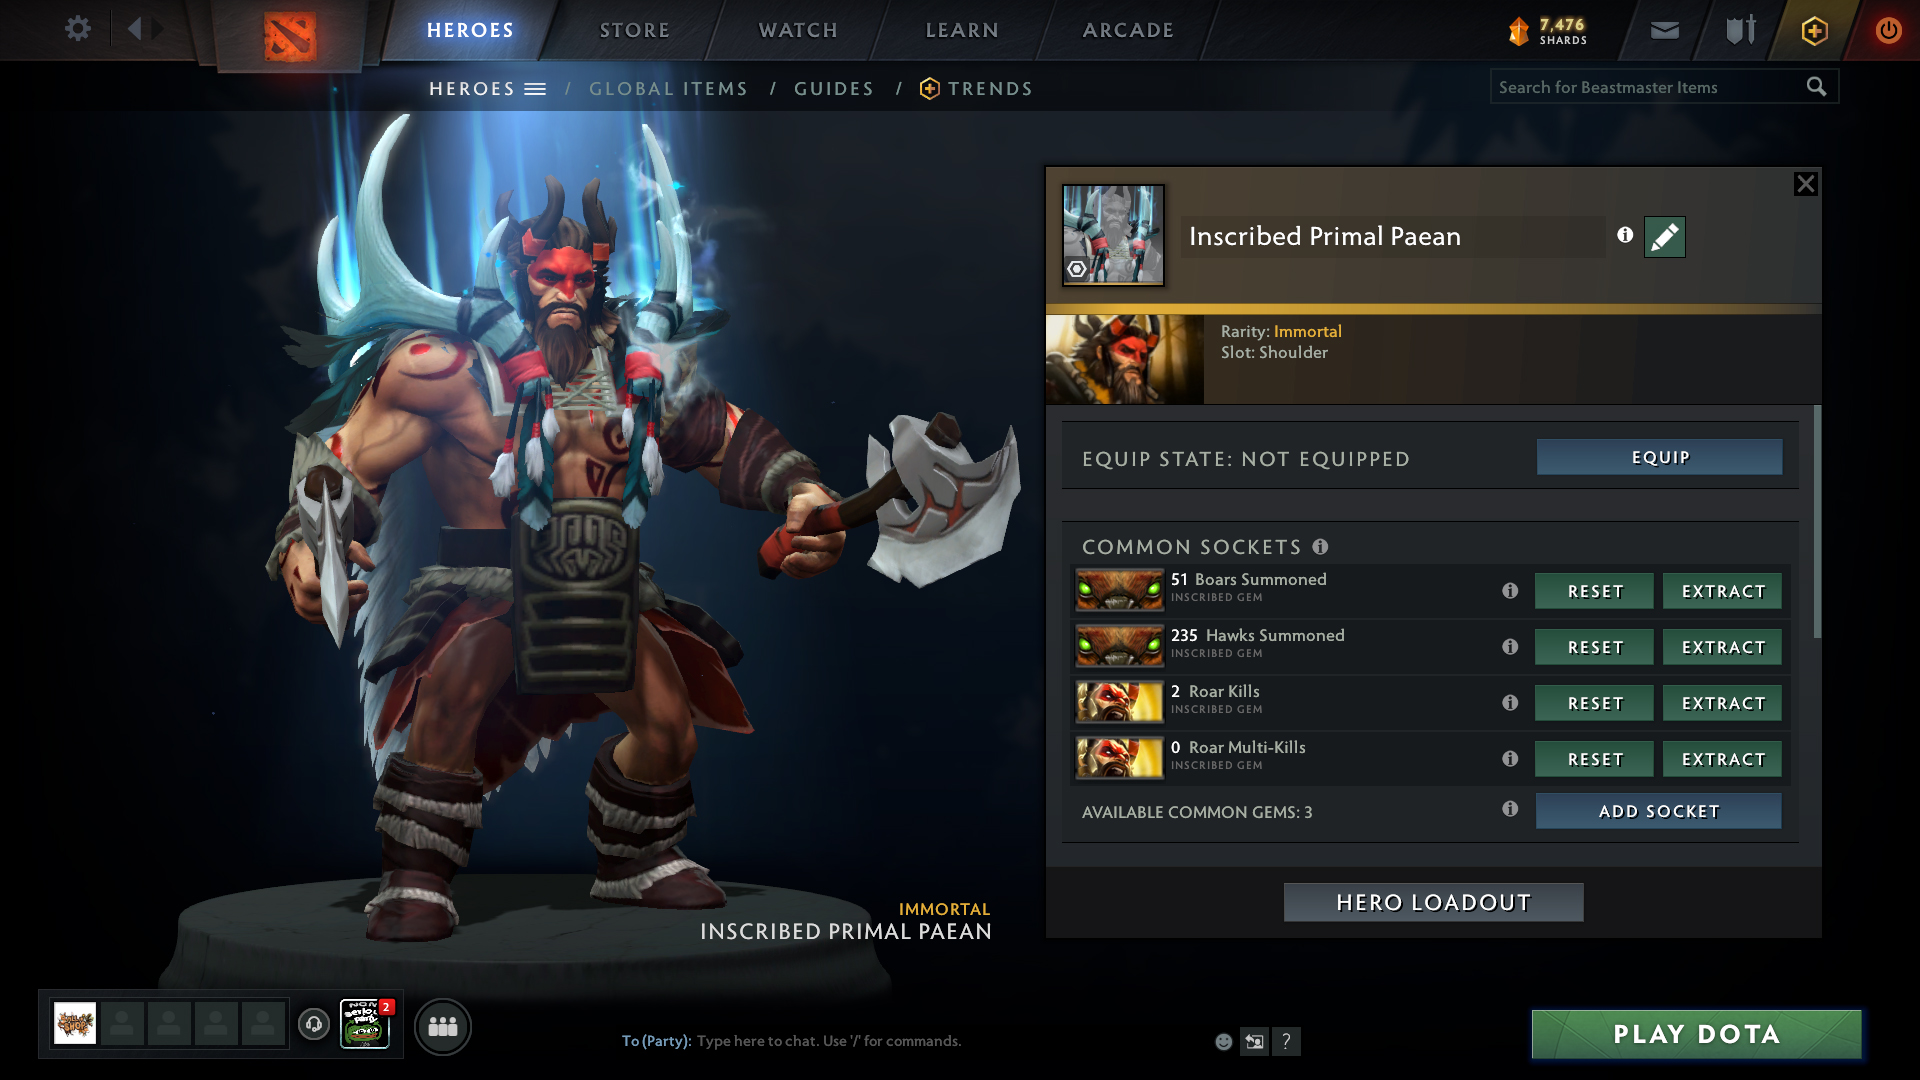 HEROES
STORE
WATCH
LEARN
ARCADE
7,476
SHARDS
HEROES / GLOBAL ITEMS / GUIDES / TRENDS
Search for Beastmaster Items
Inscribed Primal Paean
Rarity: Immortal
Slot: Shoulder
EQUIP STATE: NOT EQUIPPED
EQUIP
COMMON SOCKETS
51 Boars Summoned
INSCRIBED GEM
RESET
EXTRACT
235 Hawks Summoned
INSCRIBED GEM
RESET
EXTRACT
2 Roar Kills
INSCRIBED GEM
RESET
EXTRACT
0 Roar Multi-Kills
INSCRIBED GEM
RESET
EXTRACT
AVAILABLE COMMON GEMS: 3
ADD SOCKET
HERO LOADOUT
IMMORTAL
INSCRIBED PRIMAL PAEAN
2
To (Party): Type here to chat. Use '/' for commands.
?
PLAY DOTA